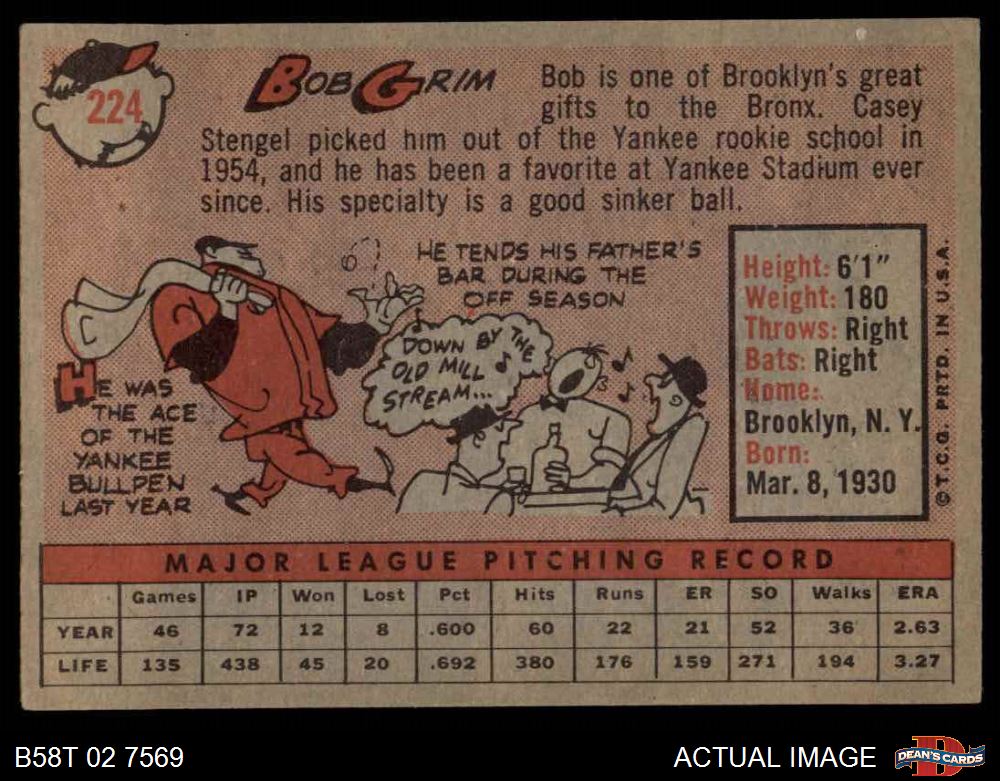 224
BOB GRIM
Bob is one of Brooklyn's great
gifts to the Bronx. Casey
Stengel picked him out of the Yankee rookie school in
1954, and he has been a favorite at Yankee Stadium ever
since. His specialty is a good sinker ball.
HE TENDS HIS FATHER'S
BAR DURING THE
OFF SEASON
DOWN BY THE
OLD MILL
STREAM...
HE WAS
THE ACE
OF THE
YANKEE
BULLPEN
LAST YEAR
Height: 6'1"
Weight: 180
Throws: Right
Bats: Right
Home:
Brooklyn, N. Y.
Born:
Mar. 8, 1930
©T.C.G. PRTD. IN U.S.A.
MAJOR LEAGUE PITCHING RECORD
Games IP Won Lost Pct Hits Runs ER SO Walks ERA
YEAR 46 72 12 8 .600 60 22 21 52 36 2.63
LIFE 135 438 45 20 .692 380 176 159 271 194 3.27
B58T 02 7569
ACTUAL IMAGE
D
DEAN'S CARDS